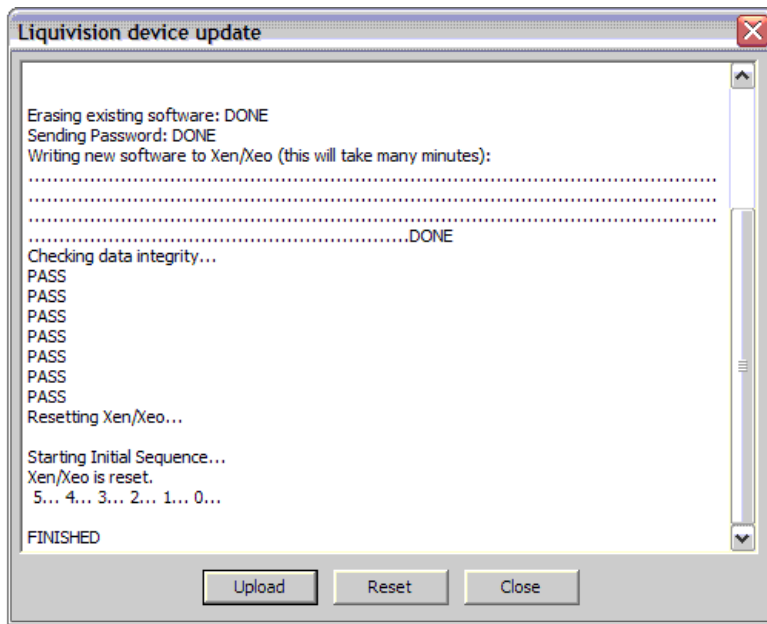 Liquivision device update
Erasing existing software: DONE
Sending Password: DONE
Writing new software to Xen/Xeo (this will take many minutes):
................................................................................................................
................................................................................................................
................................................................................................................
..............................................................DONE
Checking data integrity...
PASS
PASS
PASS
PASS
PASS
PASS
PASS
Resetting Xen/Xeo...
Starting Initial Sequence...
Xen/Xeo is reset.
5... 4... 3... 2... 1... 0...
FINISHED
Upload Reset Close